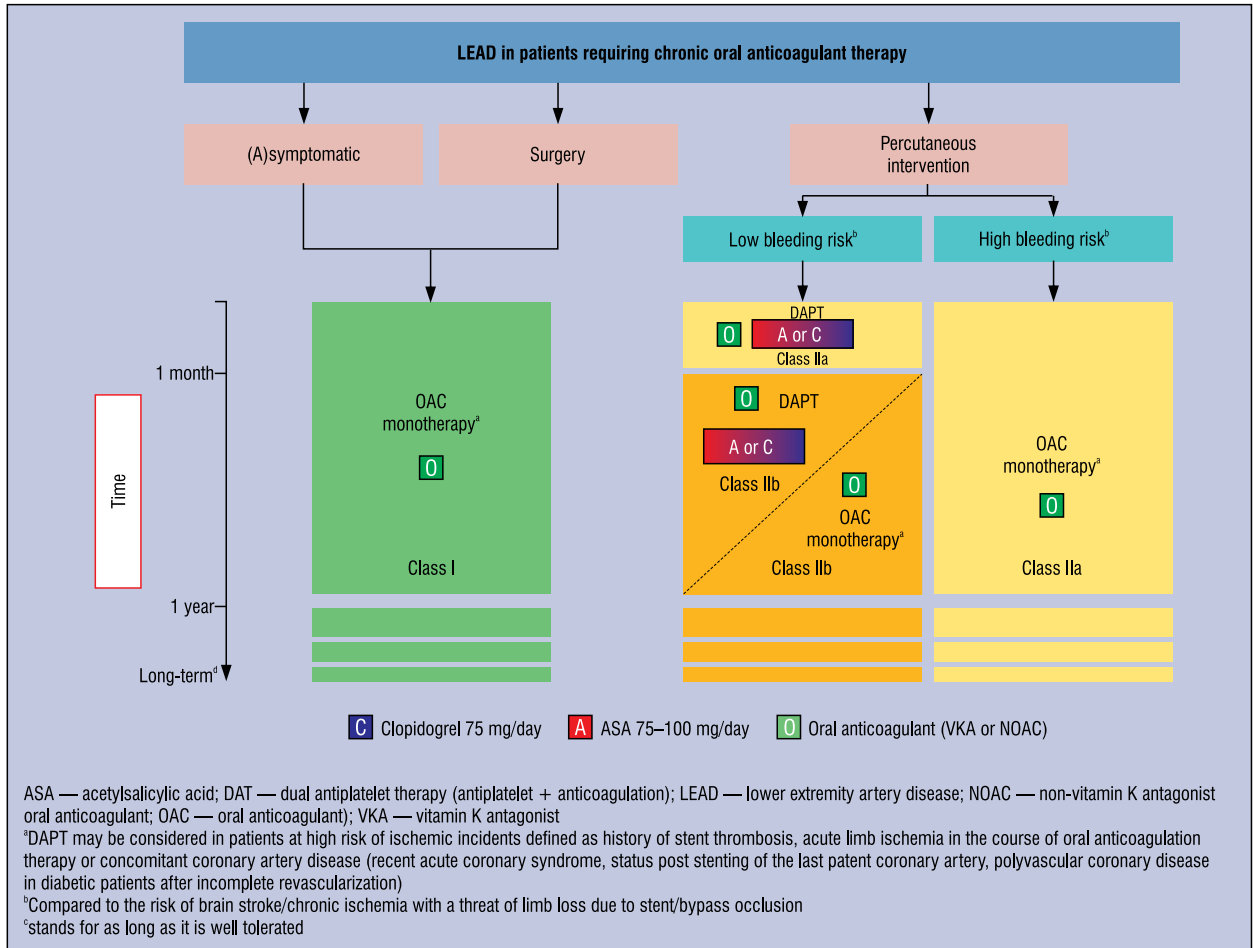 LEAD in patients requiring chronic oral anticoagulant therapy
(A)symptomatic
Surgery
Percutaneous
intervention
Low bleeding riskᵇ
High bleeding riskᵇ
1 month
1 year
Long-termᵈ
Time
OAC
monotherapyᵃ
O
Class I
DAPT
O
A or C
Class IIa
O
DAPT
A or C
Class IIb
O
OAC
monotherapyᵃ
Class IIb
OAC
monotherapyᵃ
O
Class IIa
C Clopidogrel 75 mg/day A ASA 75–100 mg/day O Oral anticoagulant (VKA or NOAC)
ASA — acetylsalicylic acid; DAT — dual antiplatelet therapy (antiplatelet + anticoagulation); LEAD — lower extremity artery disease; NOAC — non-vitamin K antagonist
oral anticoagulant; OAC — oral anticoagulant); VKA — vitamin K antagonist
ᵃDAPT may be considered in patients at high risk of ischemic incidents defined as history of stent thrombosis, acute limb ischemia in the course of oral anticoagulation
therapy or concomitant coronary artery disease (recent acute coronary syndrome, status post stenting of the last patent coronary artery, polyvascular coronary disease
in diabetic patients after incomplete revascularization)
ᵇCompared to the risk of brain stroke/chronic ischemia with a threat of limb loss due to stent/bypass occlusion
ᶜstands for as long as it is well tolerated